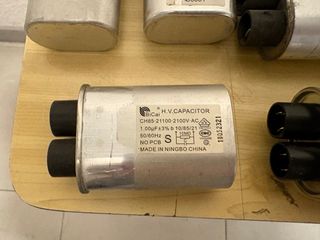 BiCai
H.V.CAPACITOR
CH85-21100-2100V AC
1.00µF±3% b 10/85/21
50/60Hz
NO PCB S
MADE IN NINGBO CHINA